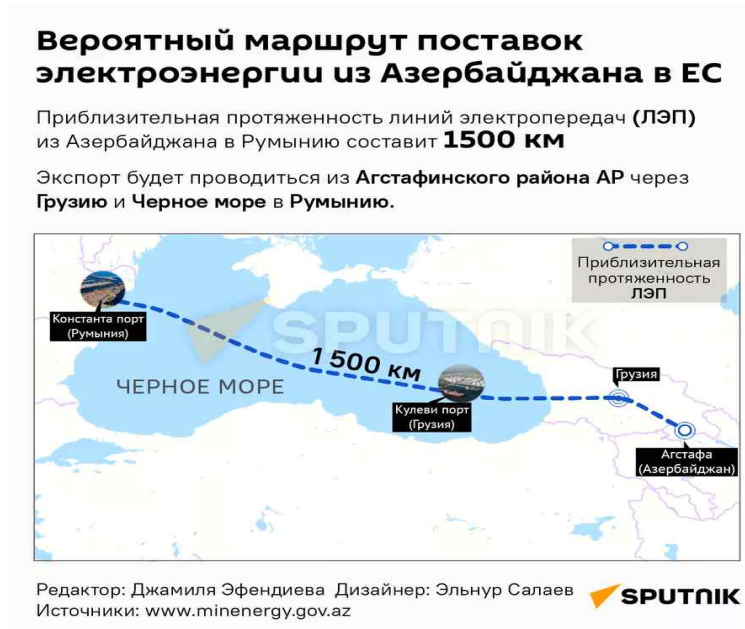 Вероятный маршрут поставок
электроэнергии из Азербайджана в ЕС
Приблизительная протяженность линий электропередач (ЛЭП)
из Азербайджана в Румынию составит 1500 км
Экспорт будет проводиться из Агстафинского района АР через
Грузию и Черное море в Румынию.
Приблизительная
протяженность
ЛЭП
Константа порт
(Румыния)
SPUTNIK
1 500 км
ЧЕРНОЕ МОРЕ
Грузия
Кулеви порт
(Грузия)
Агстафа
(Азербайджан)
Редактор: Джамиля Эфендиева Дизайнер: Эльнур Салаев
Источники: www.minenergy.gov.az
SPUTNIK